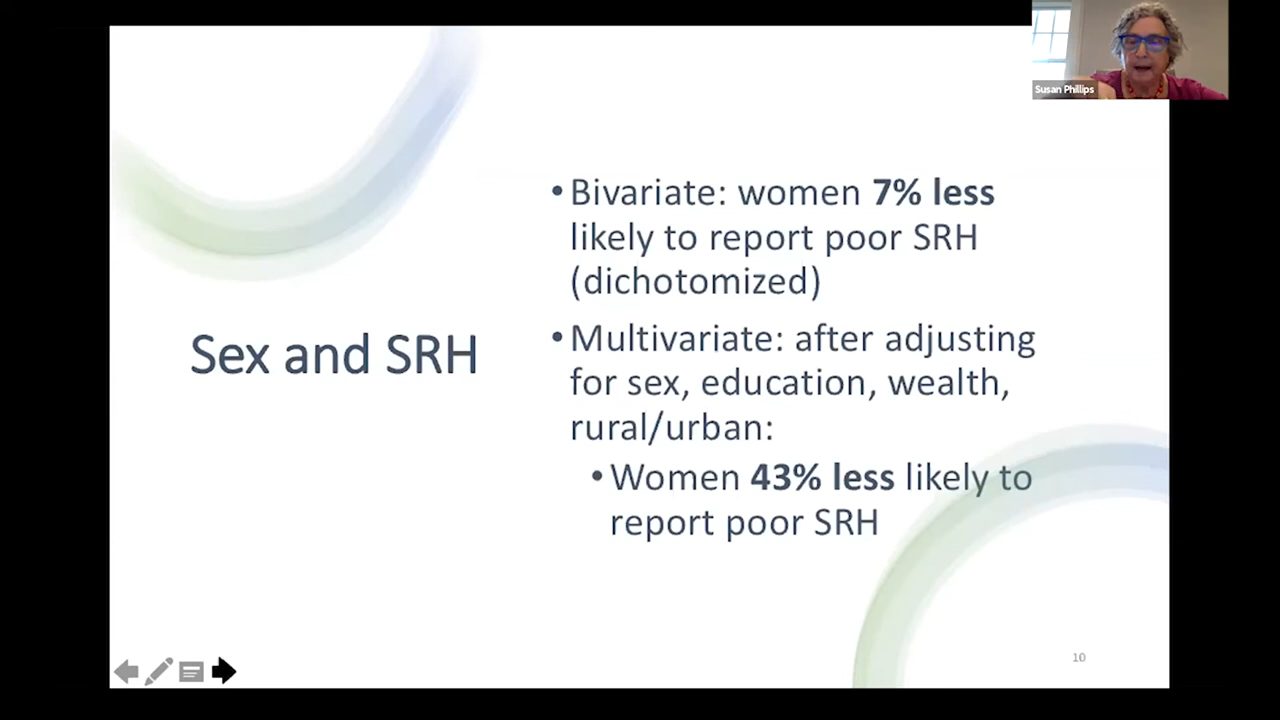 Susan Phillips
Sex and SRH
• Bivariate: women 7% less
likely to report poor SRH
(dichotomized)
• Multivariate: after adjusting
for sex, education, wealth,
rural/urban:
• Women 43% less likely to
report poor SRH
10